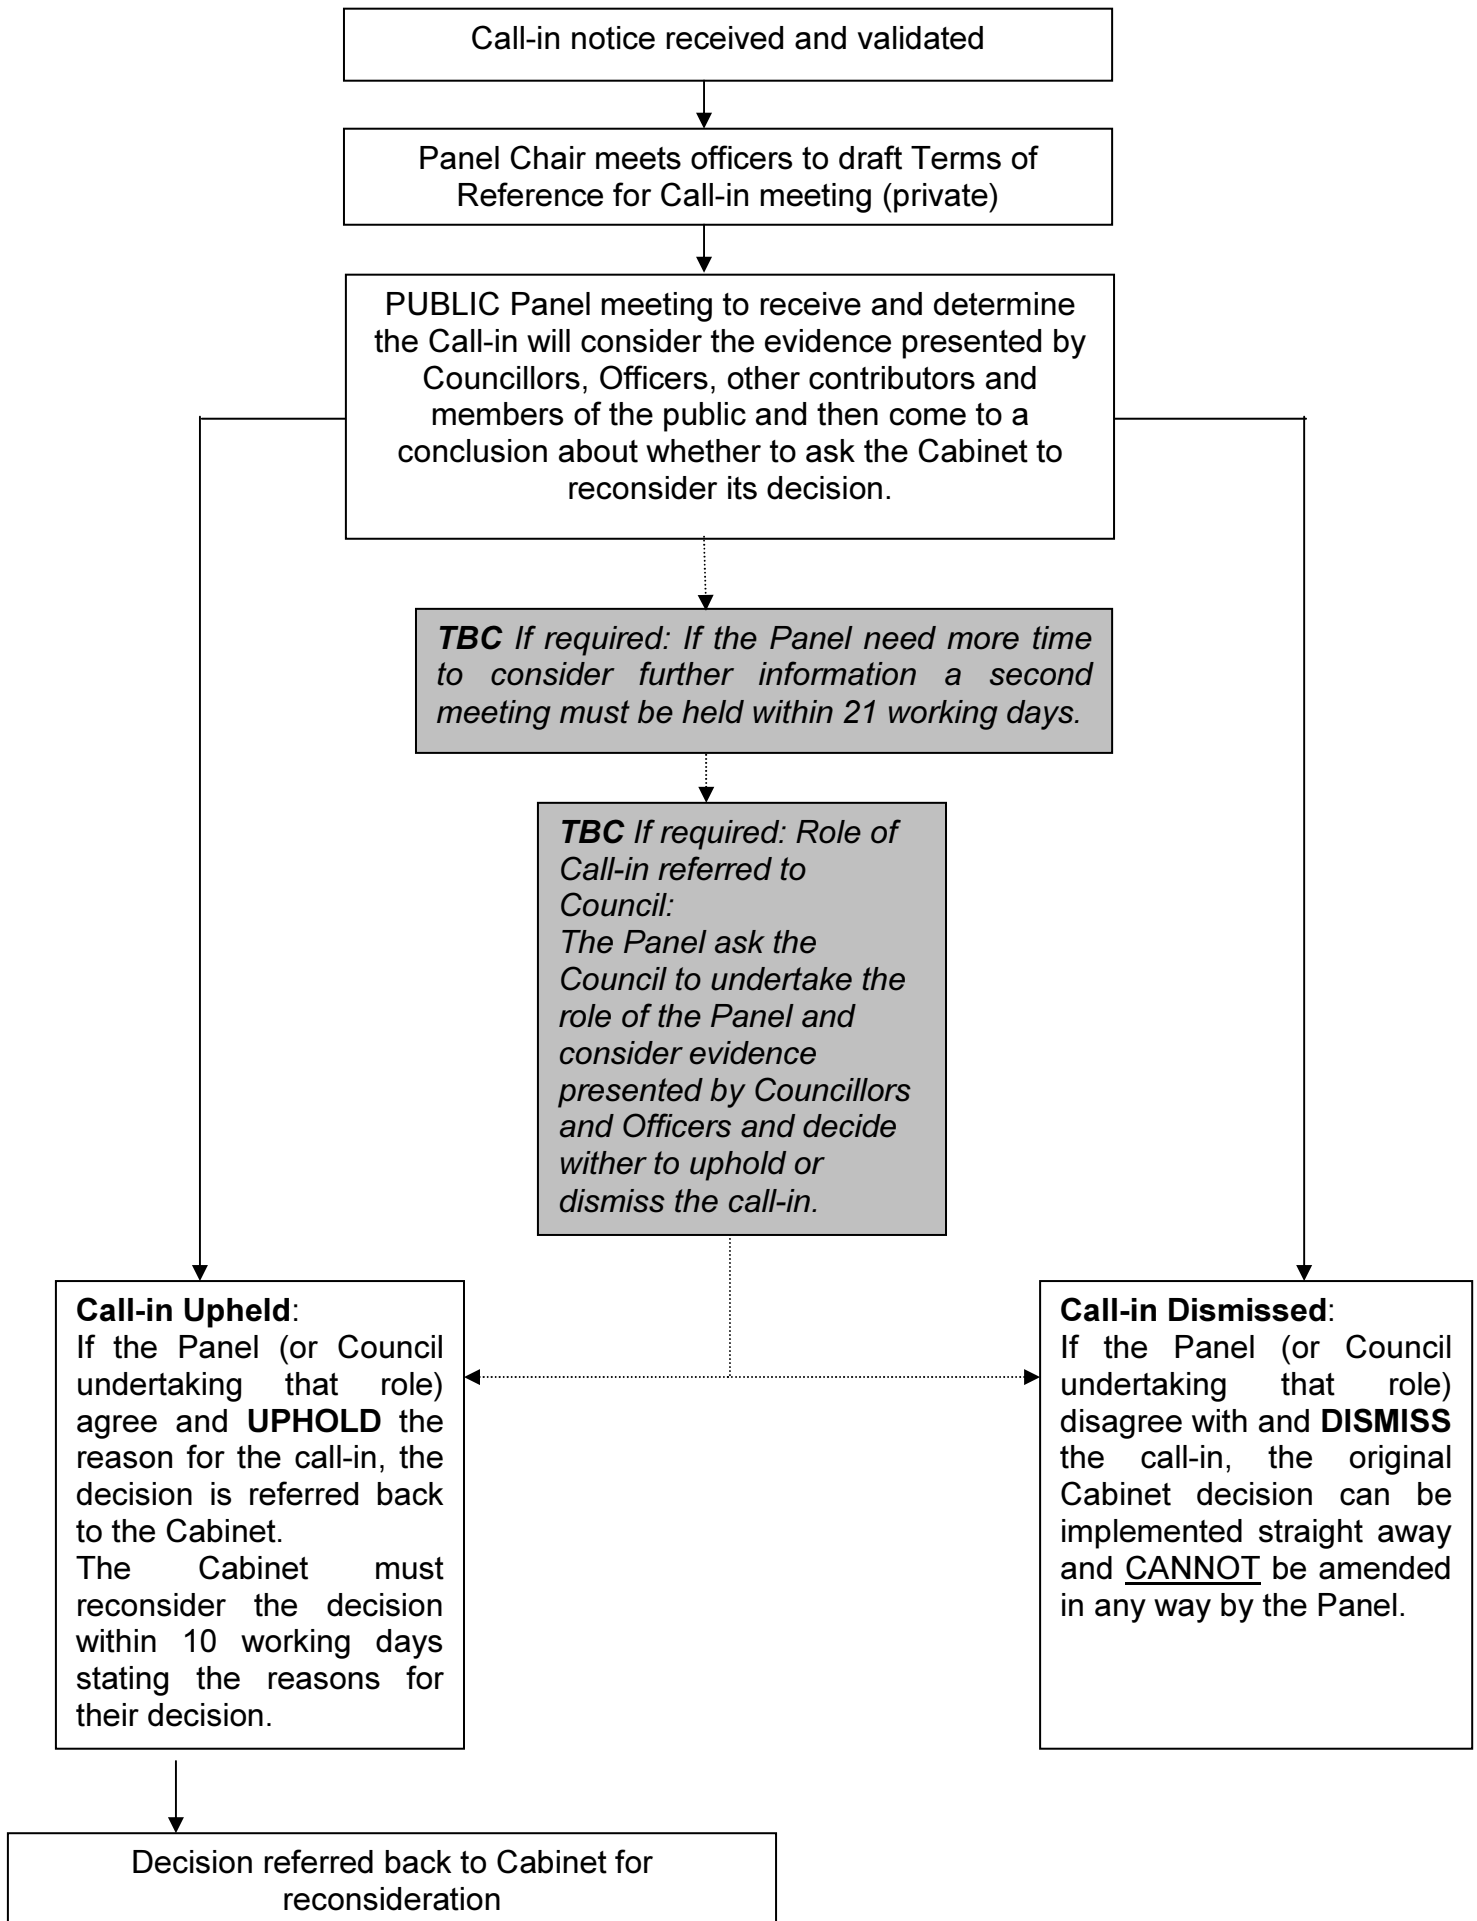 Call-in notice received and validated
Panel Chair meets officers to draft Terms of
Reference for Call-in meeting (private)
PUBLIC Panel meeting to receive and determine
the Call-in will consider the evidence presented by
Councillors, Officers, other contributors and
members of the public and then come to a
conclusion about whether to ask the Cabinet to
reconsider its decision.
TBC If required: If the Panel need more time
to consider further information a second
meeting must be held within 21 working days.
TBC If required: Role of
Call-in referred to
Council:
The Panel ask the
Council to undertake the
role of the Panel and
consider evidence
presented by Councillors
and Officers and decide
wither to uphold or
dismiss the call-in.
Call-in Upheld:
If the Panel (or Council
undertaking that role)
agree and UPHOLD the
reason for the call-in, the
decision is referred back
to the Cabinet.
The Cabinet must
reconsider the decision
within 10 working days
stating the reasons for
their decision.
Call-in Dismissed:
If the Panel (or Council
undertaking that role)
disagree with and DISMISS
the call-in, the original
Cabinet decision can be
implemented straight away
and CANNOT be amended
in any way by the Panel.
Decision referred back to Cabinet for
reconsideration